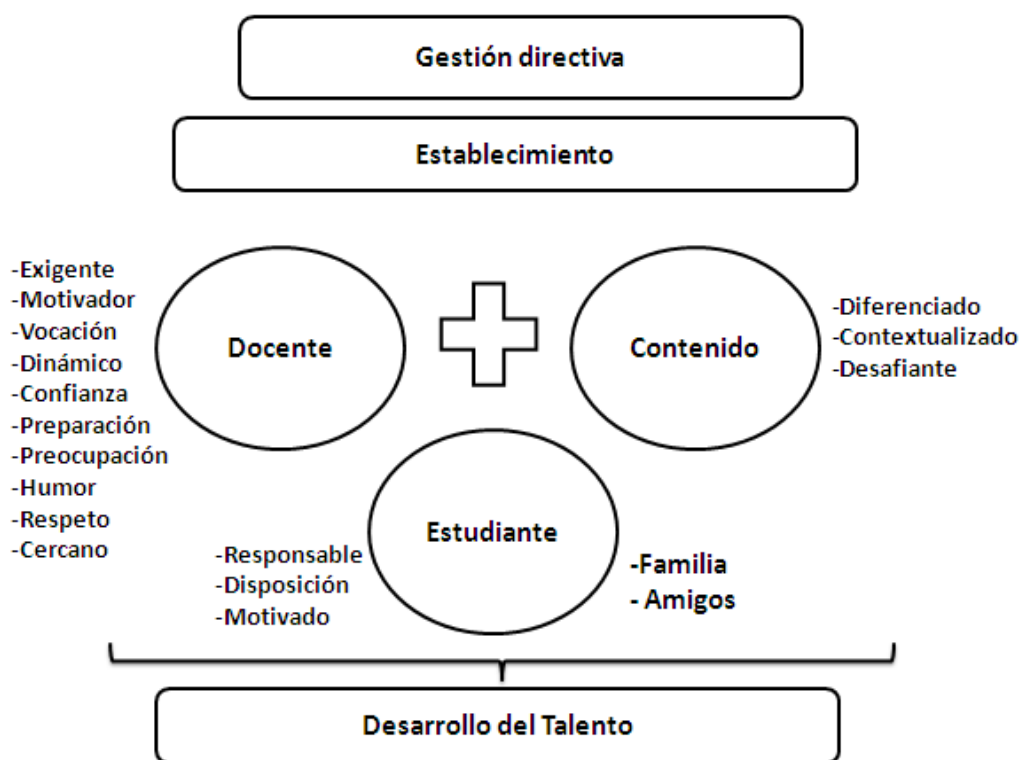 Gestión directiva
Establecimiento
-Exigente
-Motivador
-Vocación
-Dinámico
-Confianza
-Preparación
-Preocupación
-Humor
-Respeto
-Cercano
Docente
Contenido
-Diferenciado
-Contextualizado
-Desafiante
Estudiante
-Responsable
-Disposición
-Motivado
-Familia
- Amigos
Desarrollo del Talento